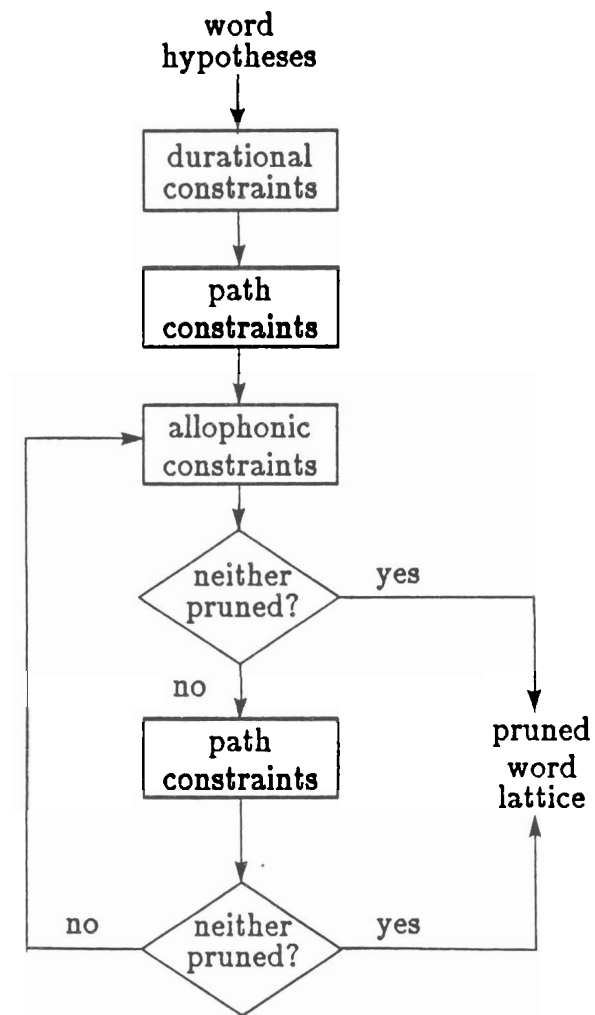 word
hypotheses
durational
constraints
path
constraints
allophonic
constraints
neither
pruned?
yes
no
path
constraints
pruned
word
lattice
neither
pruned?
no
yes